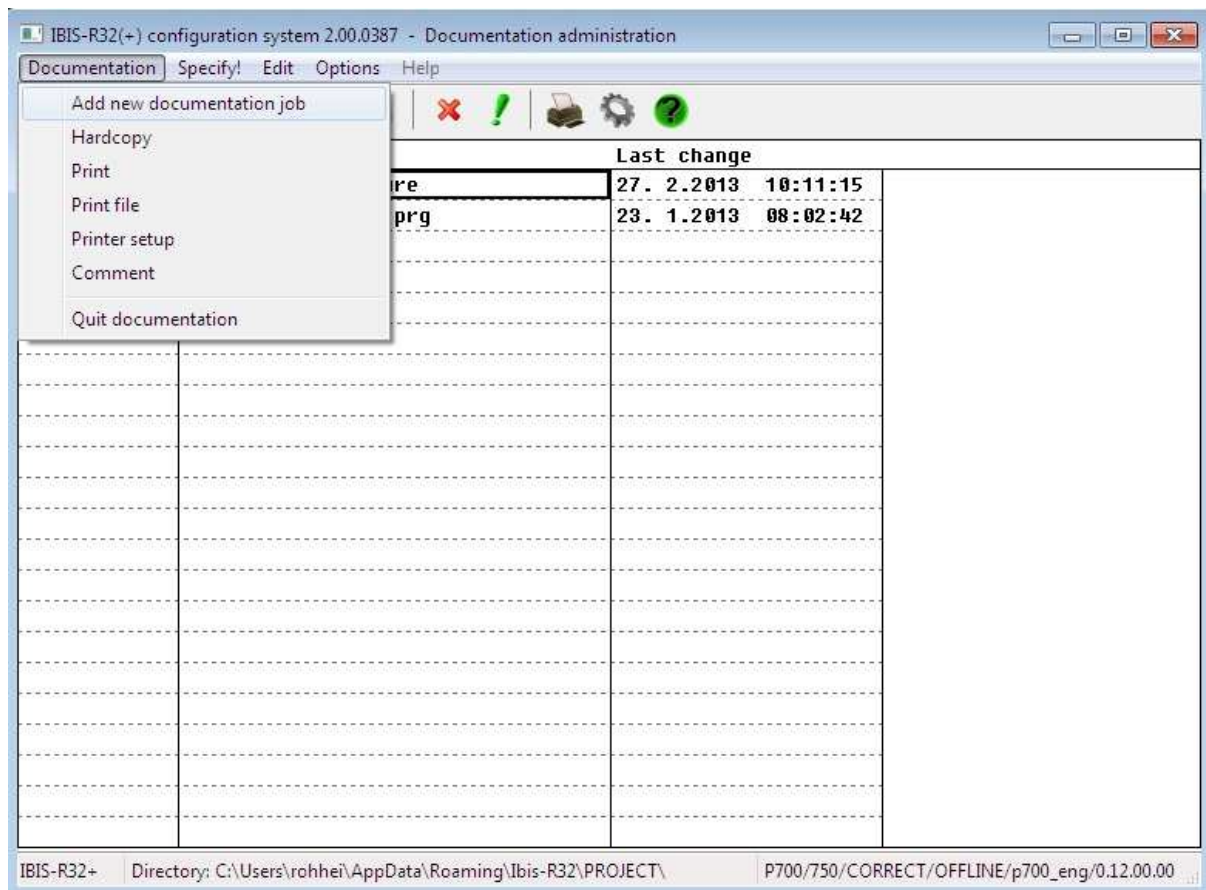 IBIS-R32(+) configuration system 2.00.0387 - Documentation administration
Documentation Specify! Edit Options Help
Add new documentation job
Hardcopy
Print
Print file
Printer setup
Comment
Quit documentation
Last change
re 27. 2.2013 10:11:15
prg 23. 1.2013 08:02:42
IBIS-R32+ Directory: C:\Users\rohhei\AppData\Roaming\Ibis-R32\PROJECT\ P700/750/CORRECT/OFFLINE/p700_eng/0.12.00.00